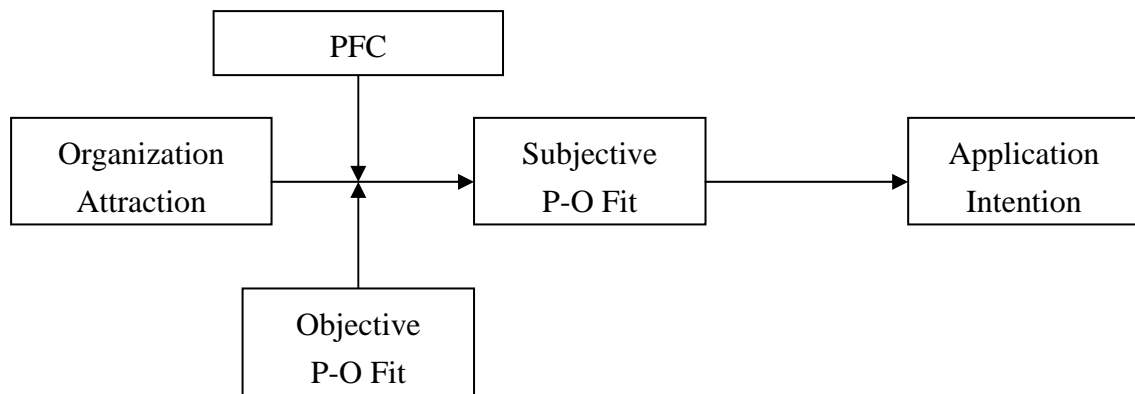 PFC
Organization
Attraction
Subjective
P-O Fit
Application
Intention
Objective
P-O Fit